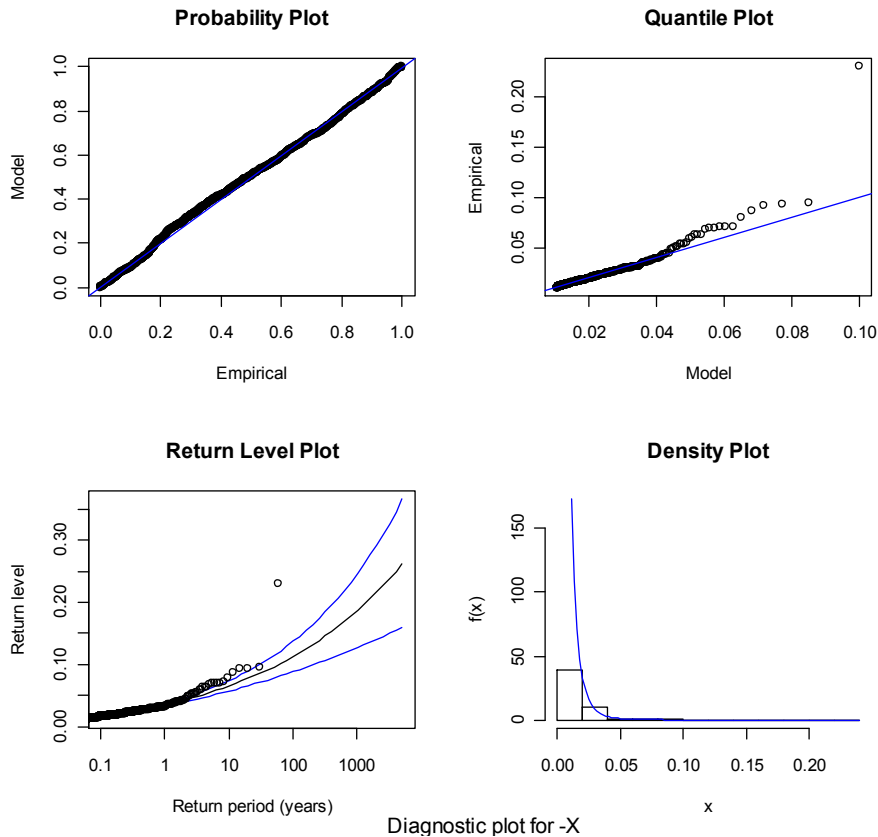 Probability Plot
Model
0.0 0.2 0.4 0.6 0.8 1.0
0.0 0.2 0.4 0.6 0.8 1.0
Empirical
Quantile Plot
Empirical
0.05 0.10 0.15 0.20
0.02 0.04 0.06 0.08 0.10
Model
Return Level Plot
Return level
0.00 0.10 0.20 0.30
0.1 1 10 100 1000
Return period (years)
Density Plot
f(x)
0 50 100 150
0.00 0.05 0.10 0.15 0.20
x
Diagnostic plot for -X